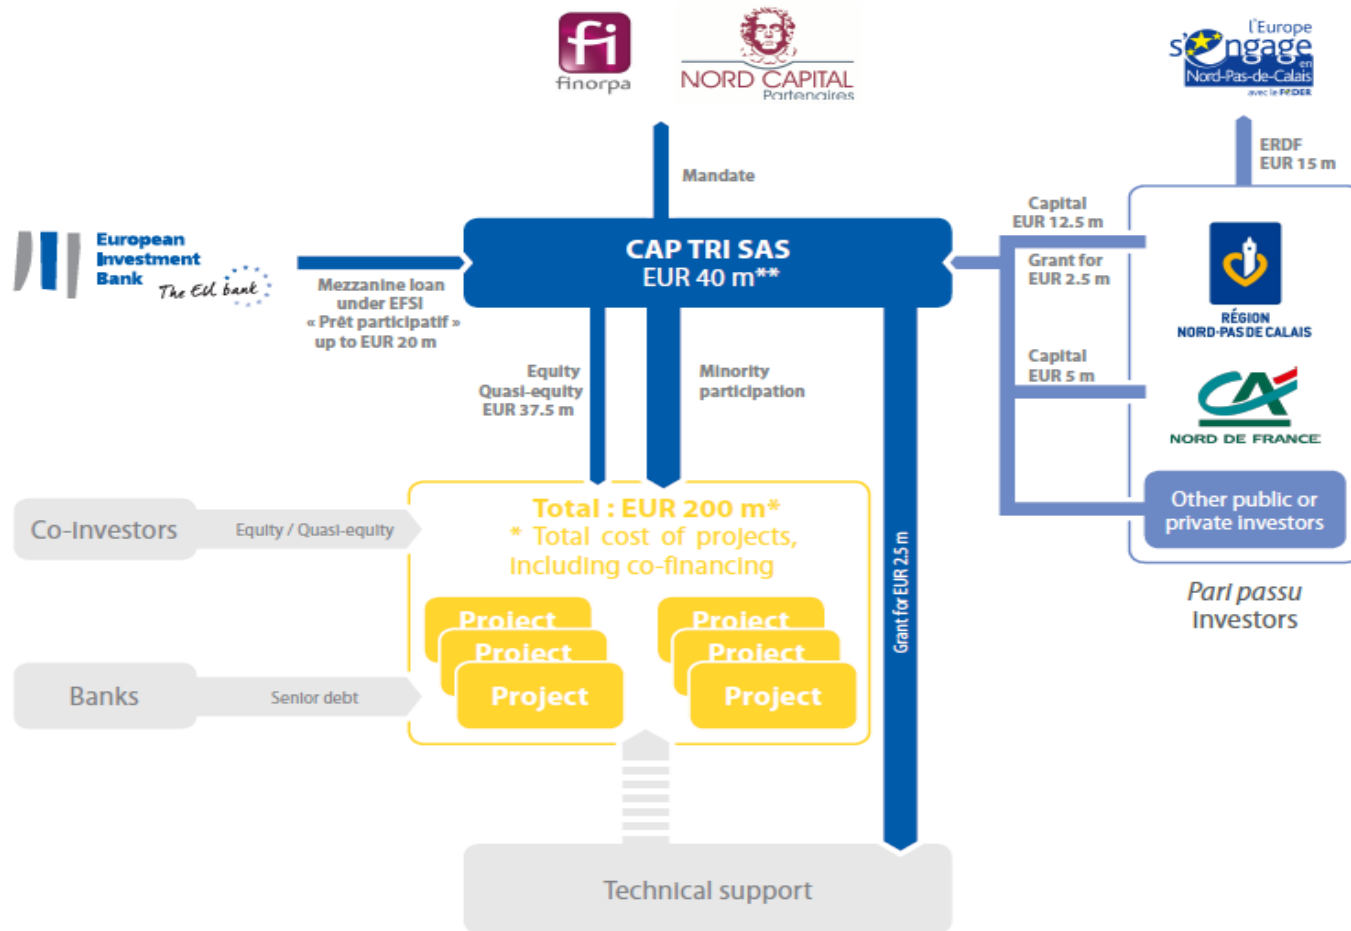 fi
finorpa
NORD CAPITAL
Partenaires
l'Europe
s'engage
en
Nord-Pas-de-Calais
avec le FEDER
ERDF
EUR 15 m
Mandate
European
Investment
Bank
The EU bank
Mezzanine loan
under EFSI
« Prêt participatif »
up to EUR 20 m
CAP TRI SAS
EUR 40 m**
Capital
EUR 12.5 m
Grant for
EUR 2.5 m
RÉGION
NORD-PAS DE CALAIS
Capital
EUR 5 m
CA
NORD DE FRANCE
Other public or
private investors
Pari passu
Investors
Equity
Quasi-equity
EUR 37.5 m
Minority
participation
Grant for EUR 2.5 m
Co-investors
Equity / Quasi-equity
Total : EUR 200 m*
* Total cost of projects,
including co-financing
Project
Project
Project
Project
Project
Project
Banks
Senior debt
Technical support